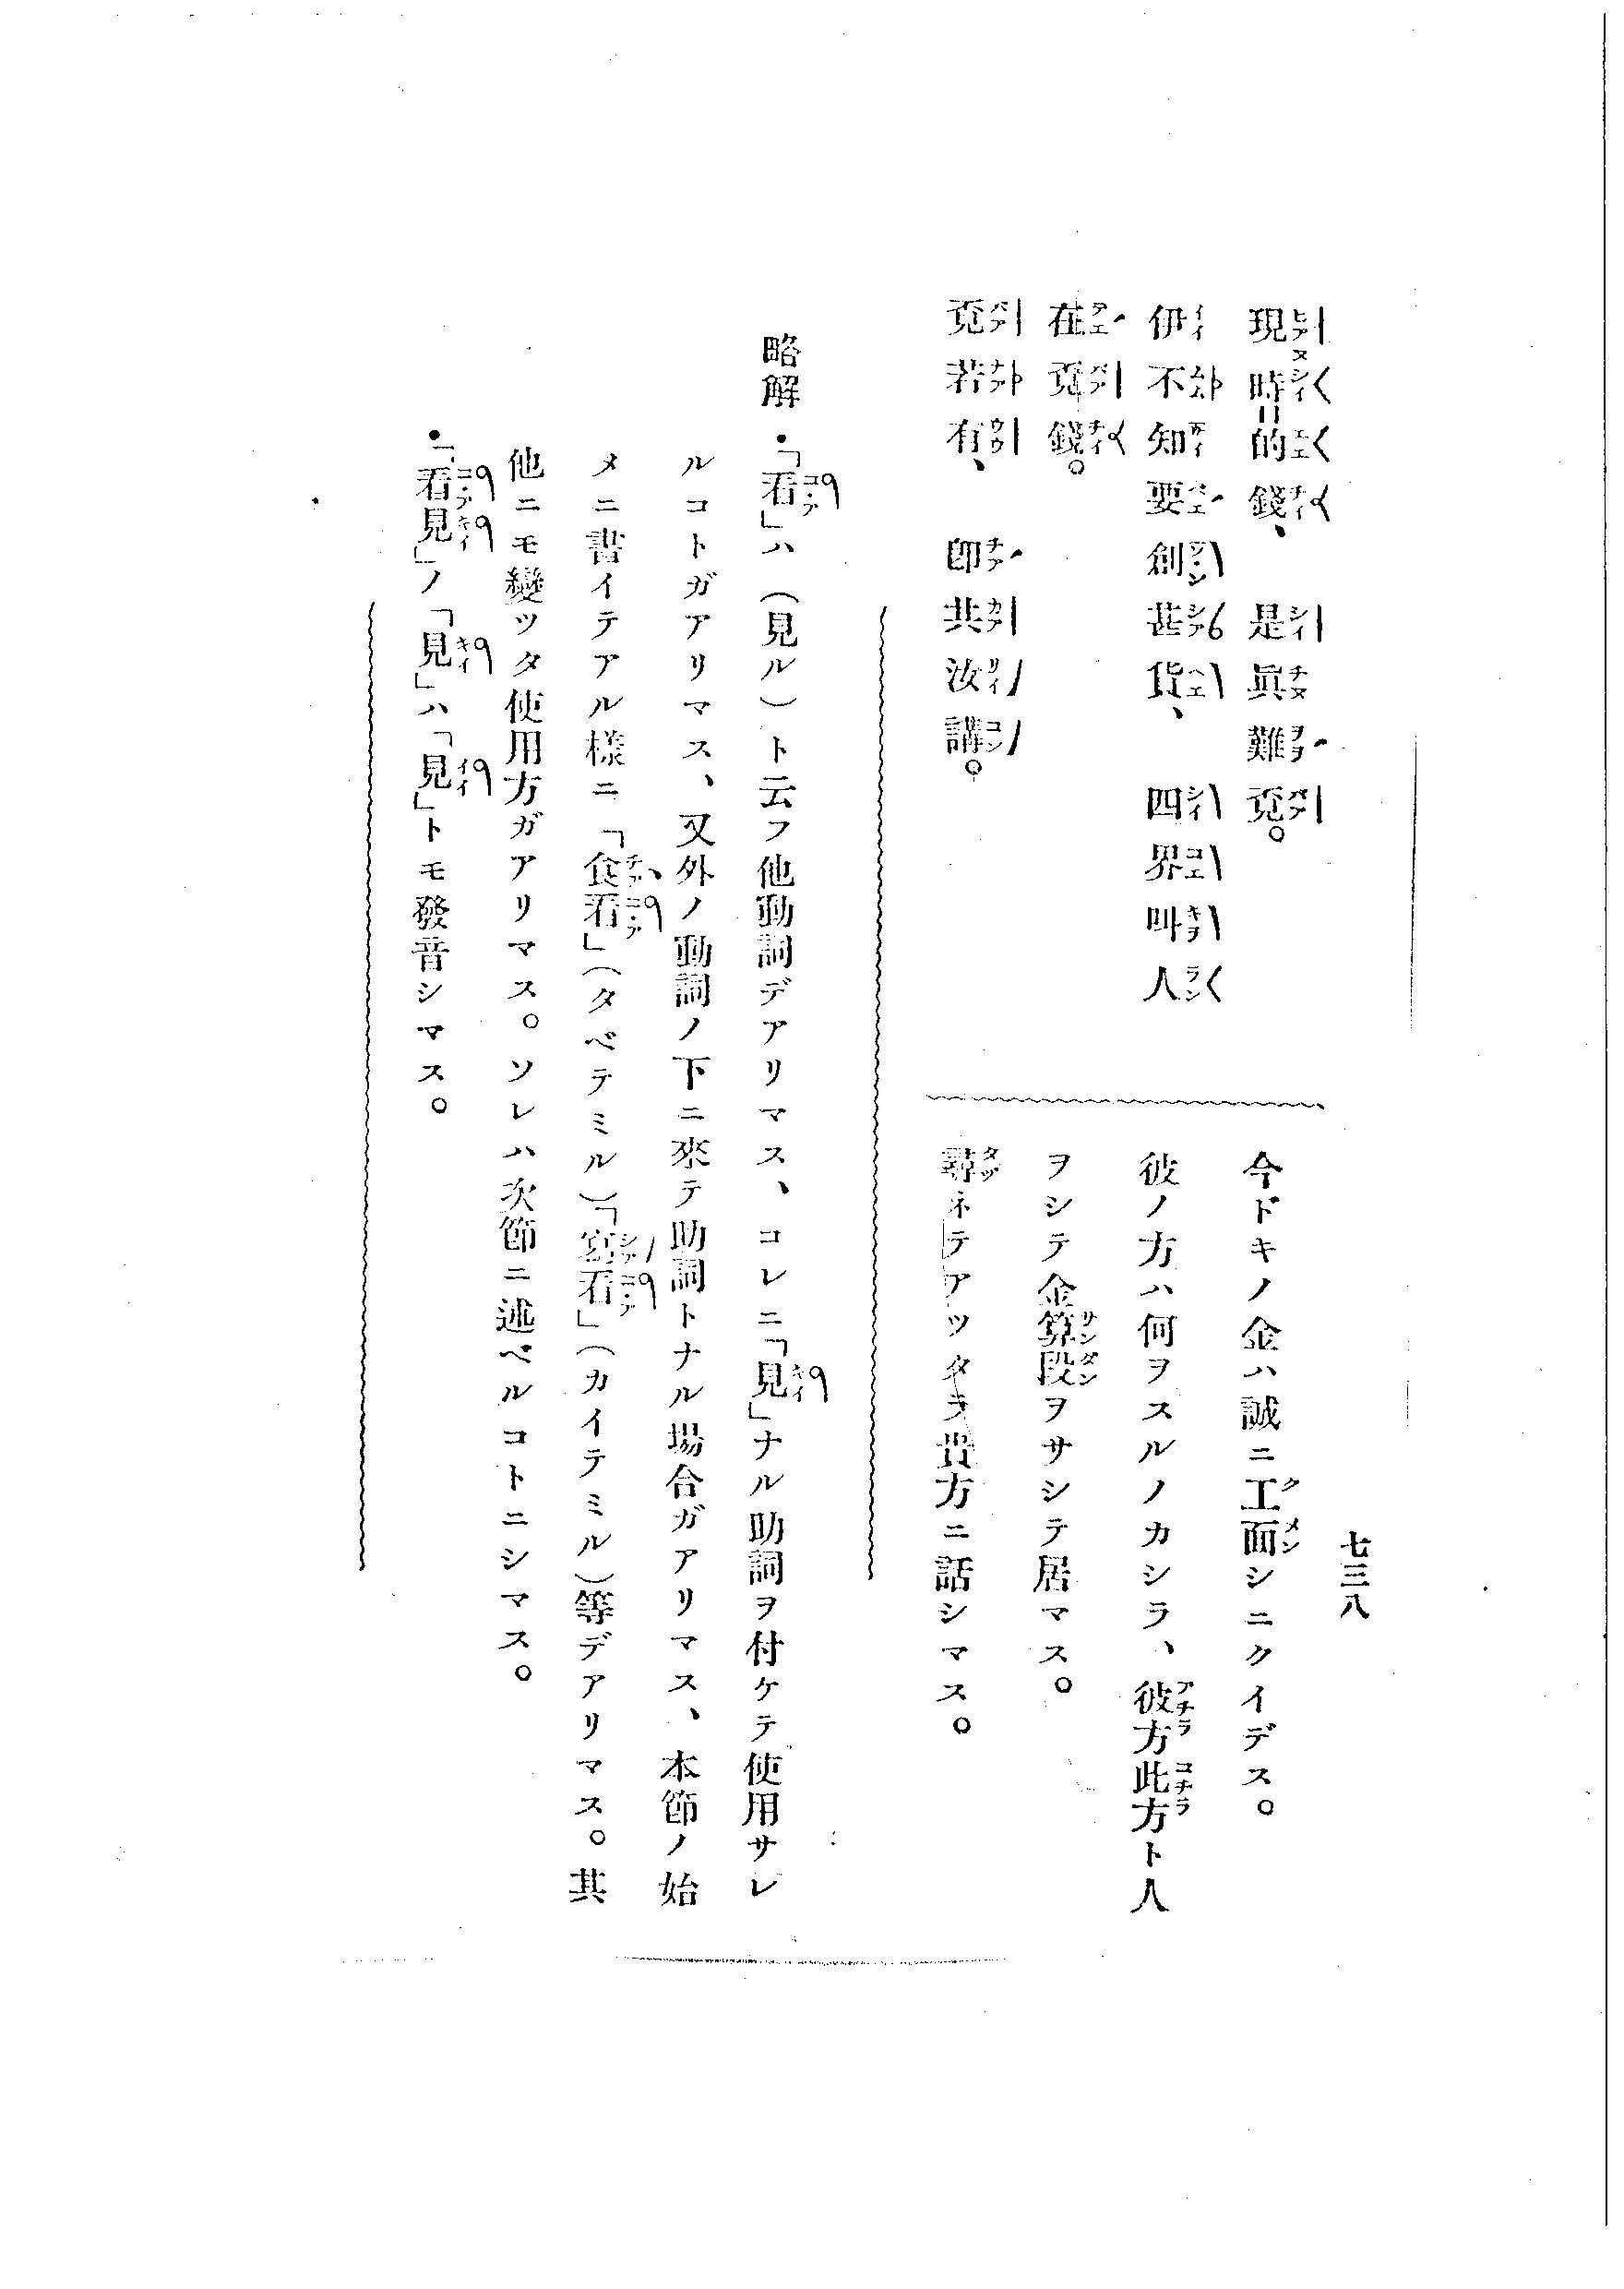 七三八
現時的錢、是眞難覔。
伊不知要創甚貨、四界叫人
在覔錢。
覔若有、卽共汝講。
今ドキノ金ハ誠ニ工面シニクイデス。
彼ノ方ハ何ヲスルノカシラ、彼方此方ト人
ヲシテ金算段ヲサシテ居マス。
尋ネテアツタラ貴方ニ話シマス。
略解・「看」ハ（見ル）ト云フ他動詞デアリマス、コレニ「見」ナル助詞ヲ付ケテ使用サレ
ルコトガアリマス、又外ノ動詞ノ下ニ來テ助詞トナル場合ガアリマス、本節ノ始
メニ書イテアル樣ニ「食看」（タベテミル）「寫看」（カイテミル）等デアリマス。其
他ニモ變ツタ使用方ガアリマス。ソレハ次節ニ述ベルコトニシマス。
・「看見」ノ「見」ハ「見」トモ發音シマス。